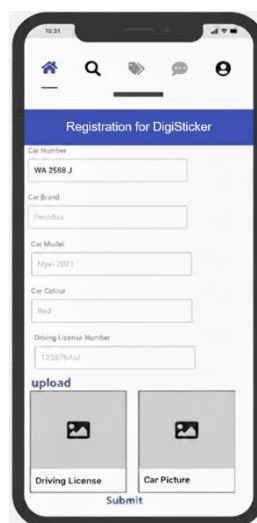 10:31
Registration for DigiSticker
Car Number
WA 2588 J
Car Brand
Perodua
Car Model
Myvi 2021
Car Colour
Red
Driving License Number
upload
Driving License
Car Picture
Submit